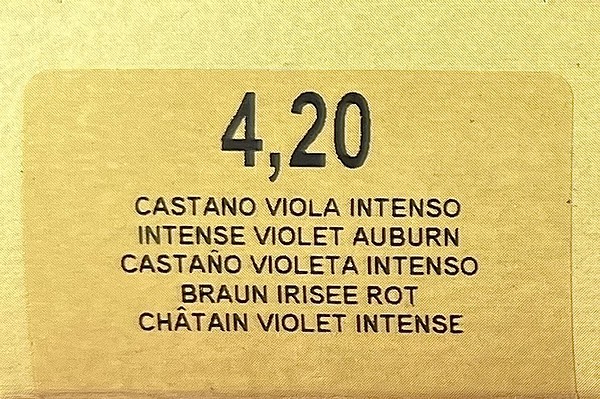 4,20
CASTANO VIOLA INTENSO
INTENSE VIOLET AUBURN
CASTAÑO VIOLETA INTENSO
BRAUN IRISEE ROT
CHÂTAIN VIOLET INTENSE